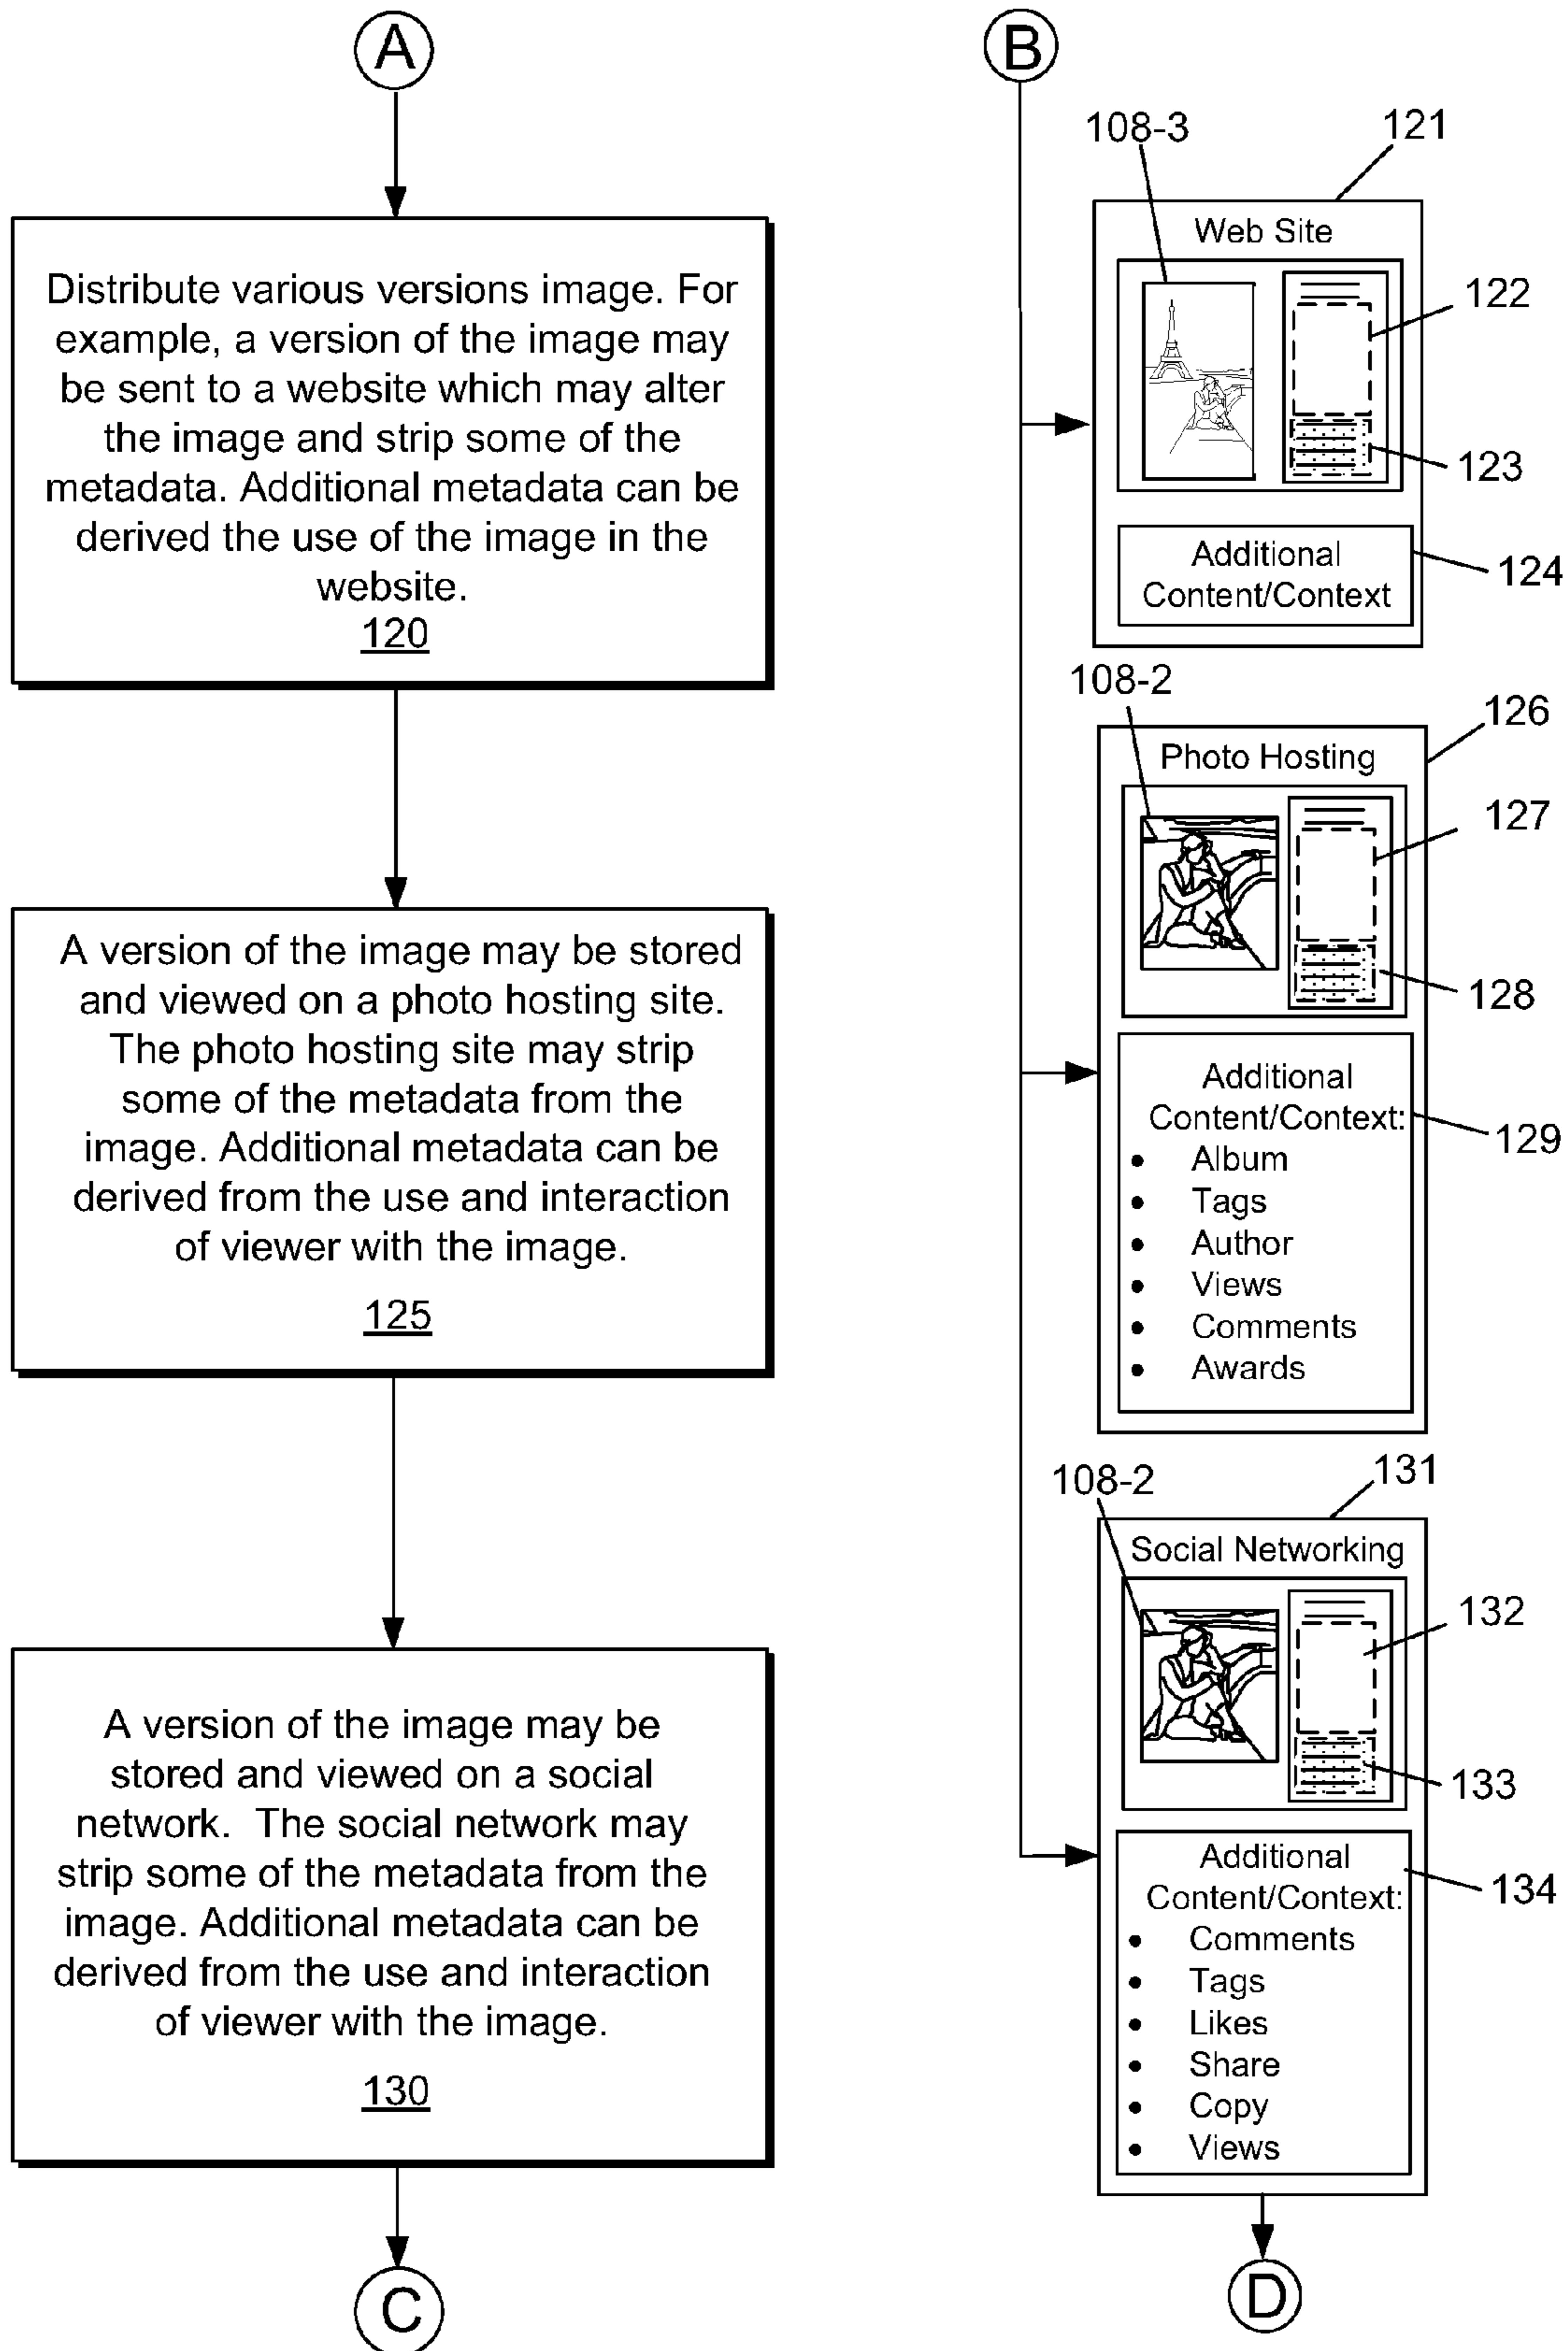 A
Distribute various versions image. For
example, a version of the image may
be sent to a website which may alter
the image and strip some of the
metadata. Additional metadata can be
derived the use of the image in the
website.
120
A version of the image may be stored
and viewed on a photo hosting site.
The photo hosting site may strip
some of the metadata from the
image. Additional metadata can be
derived from the use and interaction
of viewer with the image.
125
A version of the image may be
stored and viewed on a social
network.  The social network may
strip some of the metadata from the
image. Additional metadata can be
derived from the use and interaction
of viewer with the image.
130
C
B
108-3
121
Web Site
122
123
Additional
Content/Context
124
108-2
126
Photo Hosting
127
128
Additional
Content/Context:
129
• Album
• Tags
• Author
• Views
• Comments
• Awards
108-2
131
Social Networking
132
133
Additional
Content/Context:
134
• Comments
• Tags
• Likes
• Share
• Copy
• Views
D